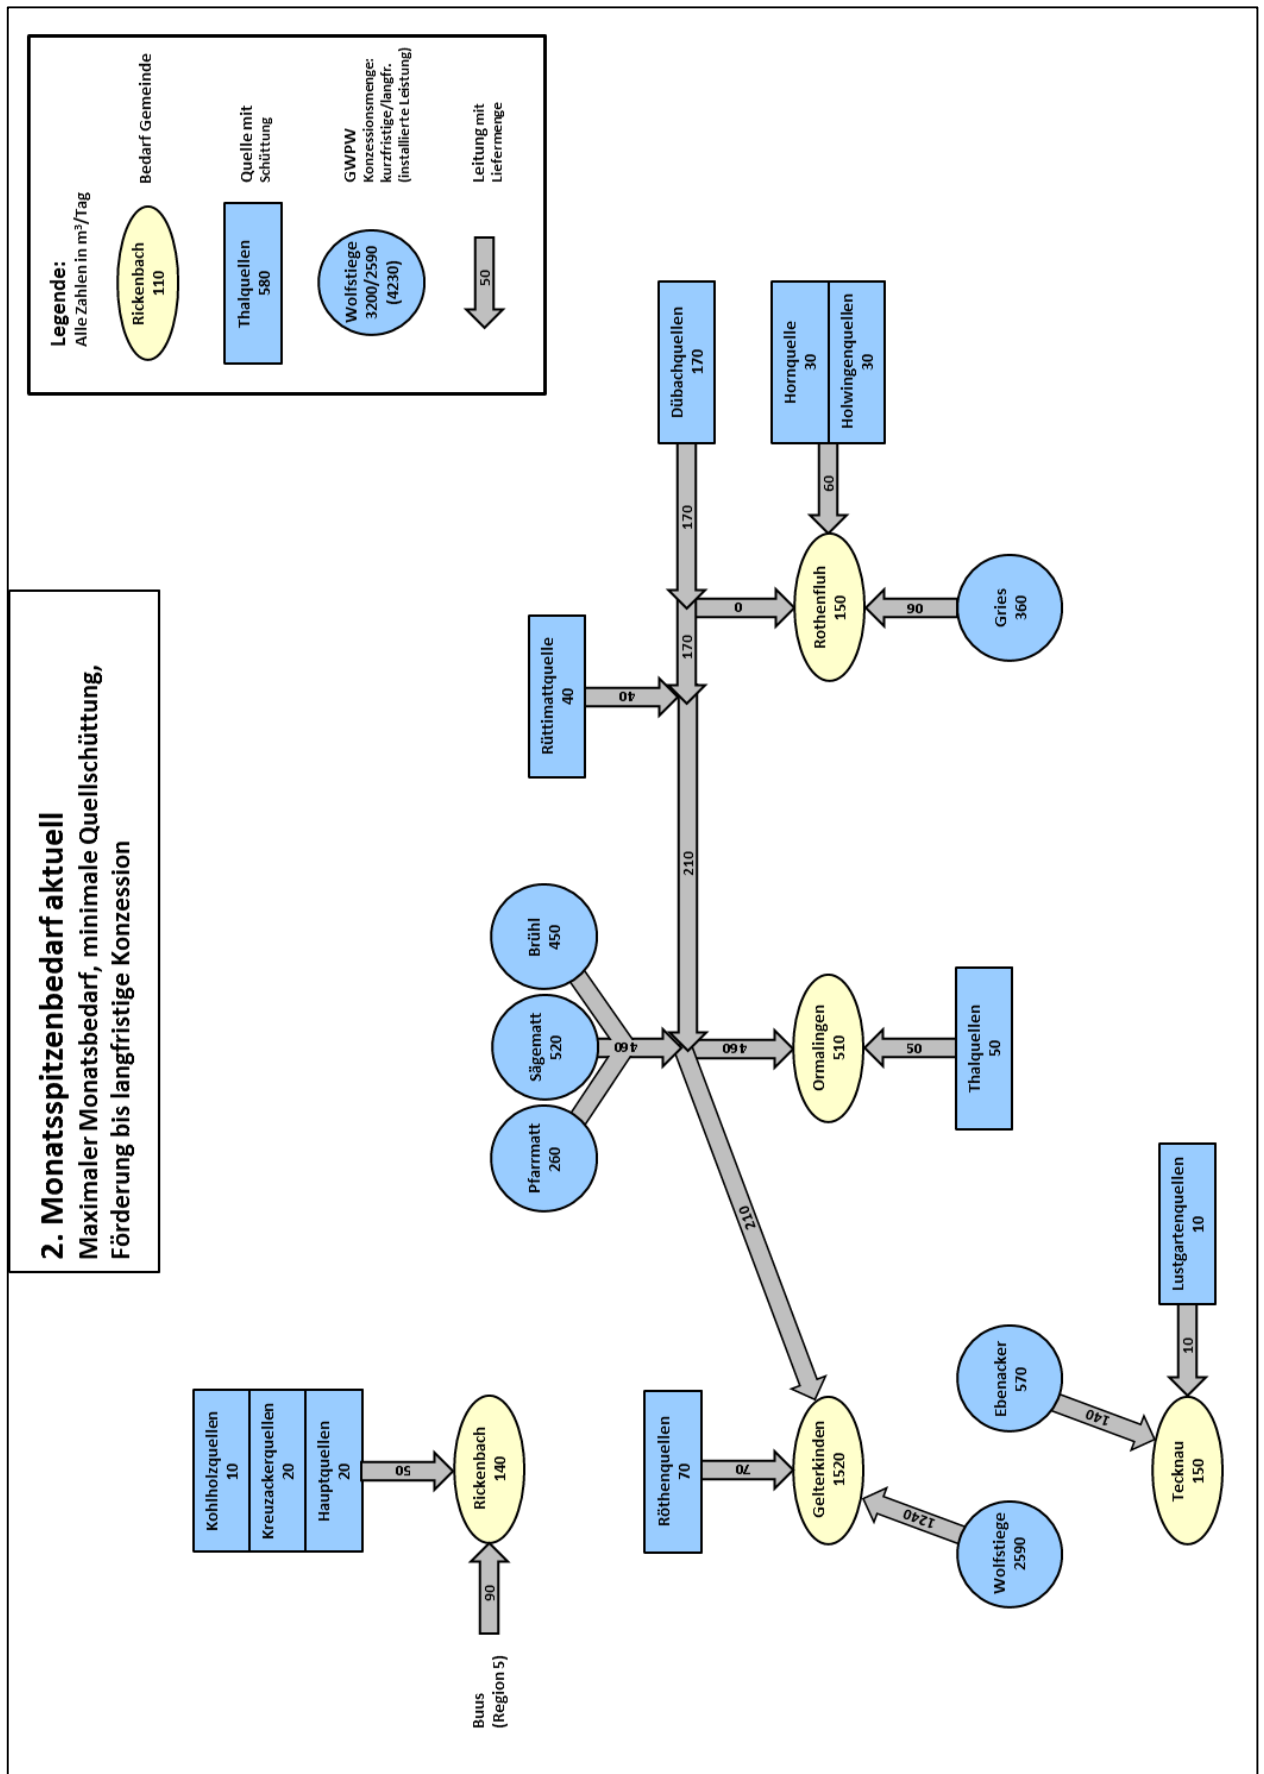 2. Monatsspitzenbedarf aktuell
Maximaler Monatsbedarf, minimale Quellschüttung,
Förderung bis langfristige Konzession
Legende:
Alle Zahlen in m³/Tag
Rickenbach
110
Bedarf Gemeinde
Thalquellen
580
Quelle mit
Schüttung
Wolfstiege
3200/2590
(4230)
GWPW
Konzessionsmenge:
kurzfristige/langfr.
(installierte Leistung)
50
Leitung mit
Liefermenge
Kohlholzquellen
10
Kreuzackerquellen
20
Hauptquellen
20
50
Buus
(Region 5)
90
Rickenbach
140
Pfarrmatt
260
Sägematt
520
Brühl
450
460
Rüttimattquelle
40
40
Röthenquellen
70
70
210
210
170
170
Dübachquellen
170
460
0
Gelterkinden
1520
Ormalingen
510
Rothenfluh
150
60
Hornquelle
30
Holwingenquellen
30
1240
50
90
Wolfstiege
2590
Ebenacker
570
Thalquellen
50
Gries
360
140
Tecknau
150
10
Lustgartenquellen
10